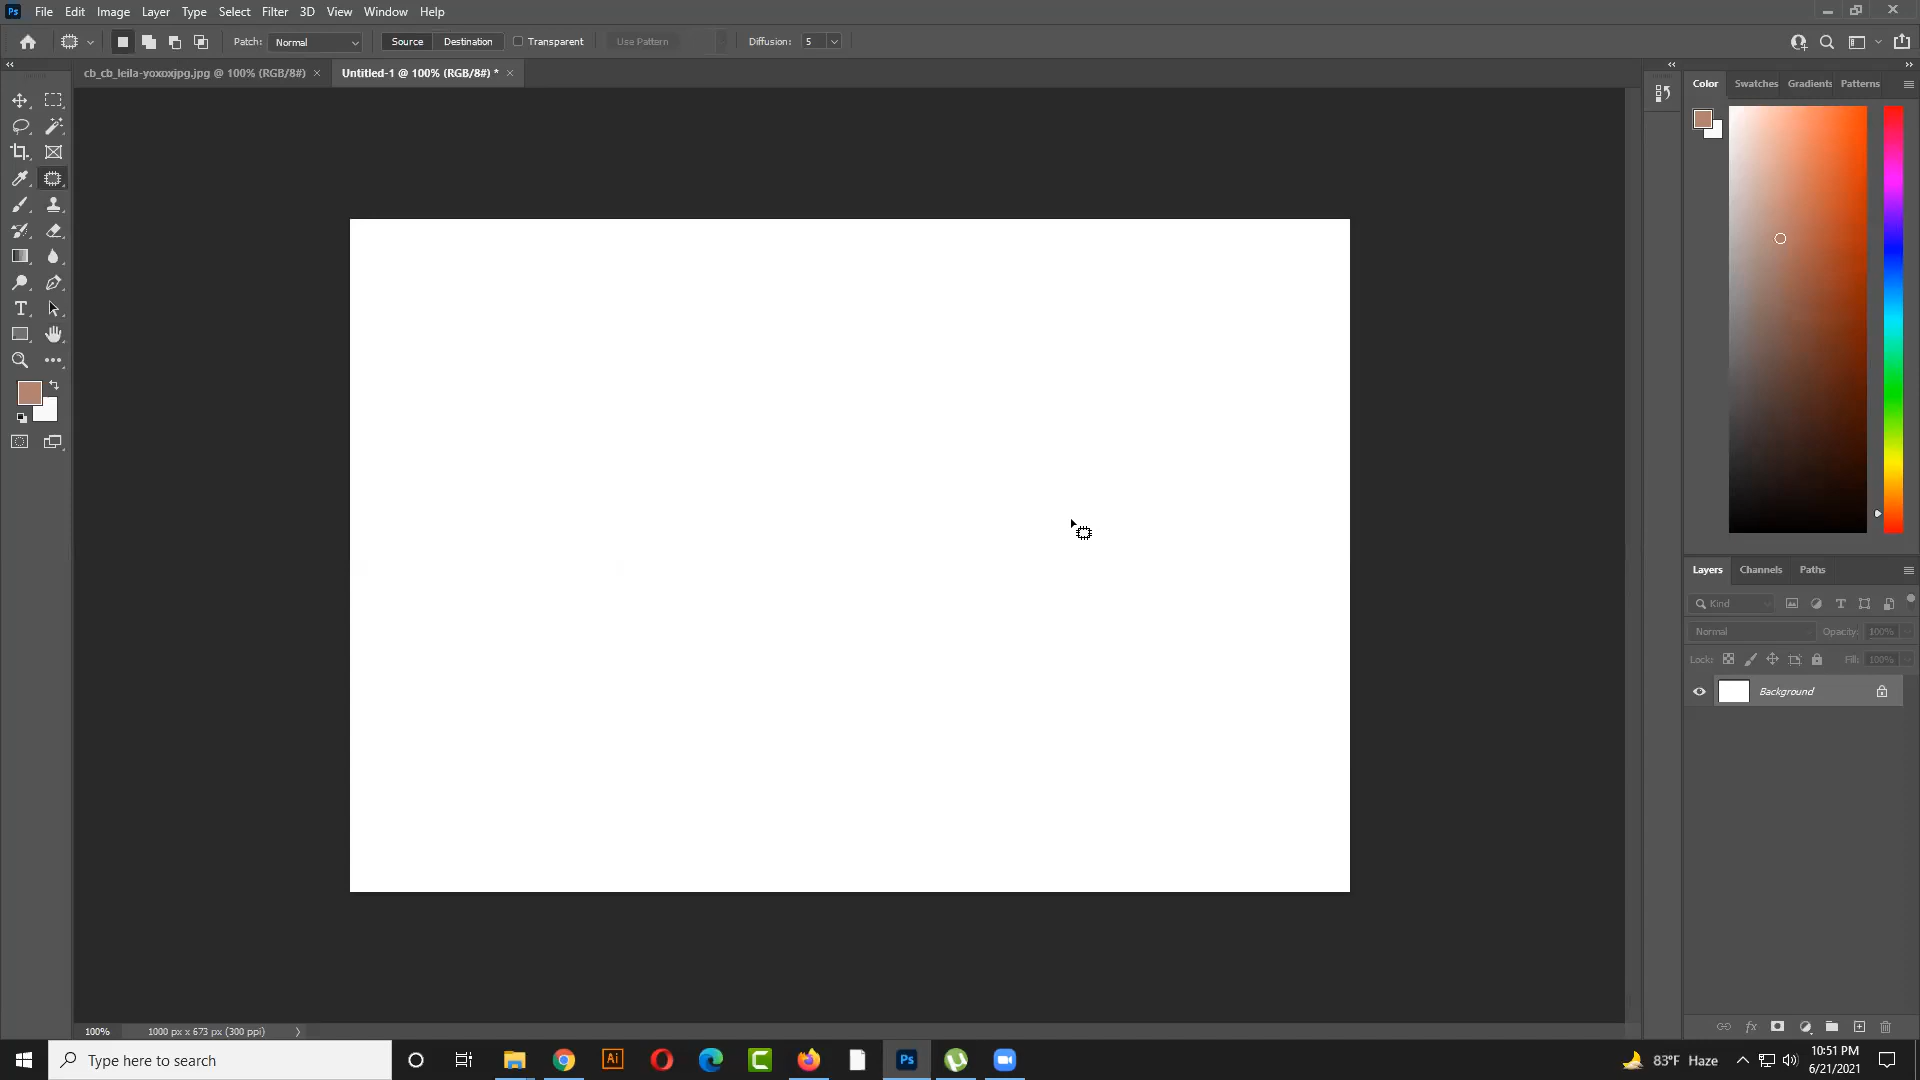 Ps File Edit Image Layer Type Select Filter 3D View Window Help
Patch: Normal Source Destination Transparent Use Pattern Diffusion: 5
cb_cb_leila-yoxoxjpg.jpg @ 100% (RGB/8#) × Untitled-1 @ 100% (RGB/8#) * ×
Color Swatches Gradients Patterns
Layers Channels Paths
Kind
Normal Opacity: 100%
Lock: Fill: 100%
Background
100% 1000 px x 673 px (300 ppi)
Type here to search
Ai
Ps
83°F Haze
10:51 PM
6/21/2021